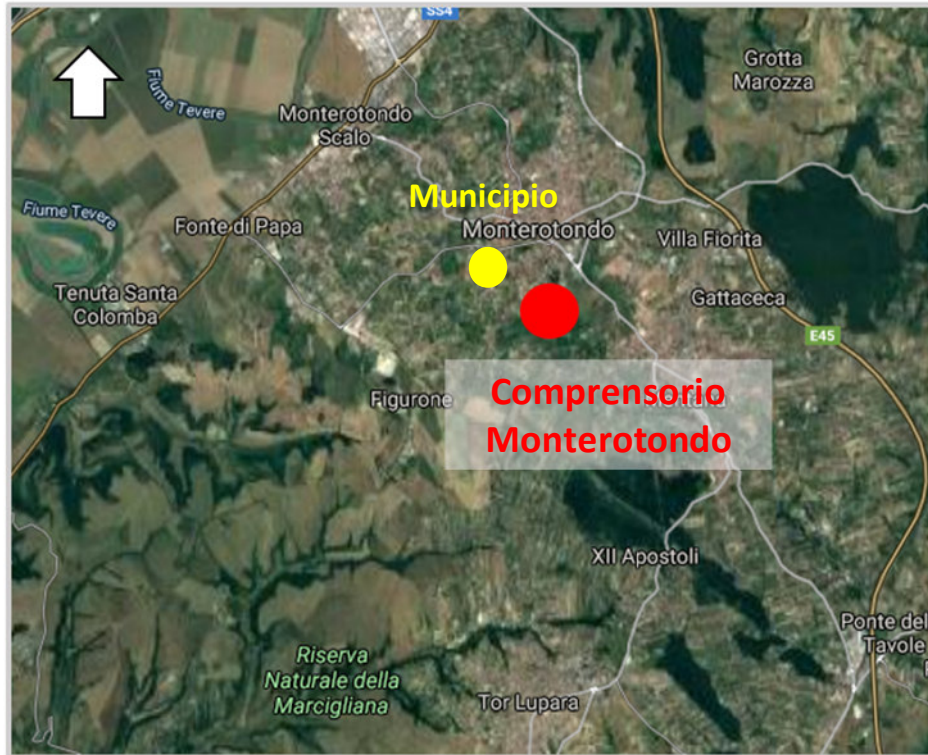 SS4
Grotta
Marozza
Fiume Tevere
Monterotondo
Scalo
Municipio
Fiume Tevere
Fonte di Papa
Monterotondo
Villa Fiorita
Tenuta Santa
Colomba
Gattaceca
E45
Figurone
Comprensorio
Mentana
Monterotondo
XII Apostoli
Ponte del
Tavole
Riserva
Naturale della
Marcigliana
Tor Lupara